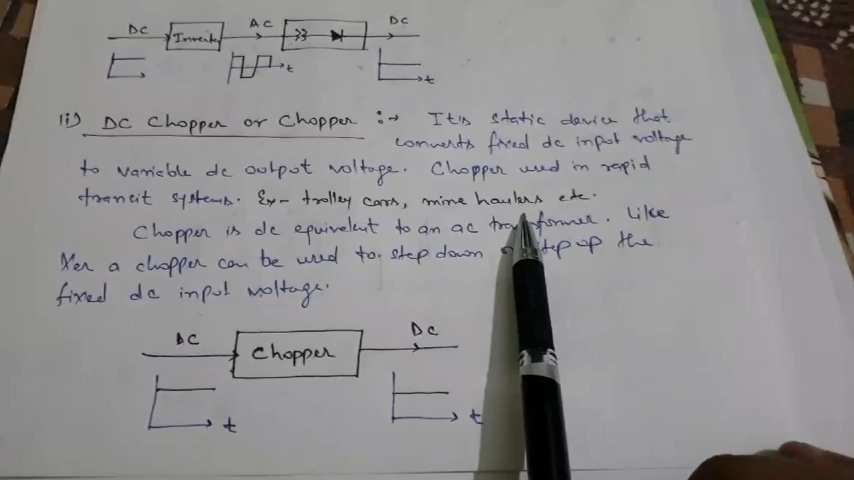 DC AC DC
Inverter
t t
ii) DC Chopper or Chopper :→ It is static device that
converts fixed dc input voltage
to variable dc output voltage. Chopper used in rapid
transit systems. Ex- trolley cars, mine haulers etc.
Chopper is dc equivalent to an ac transformer. Like
Xer a chopper can be used to step down step up the
fixed dc input voltage.
DC DC
Chopper
t t